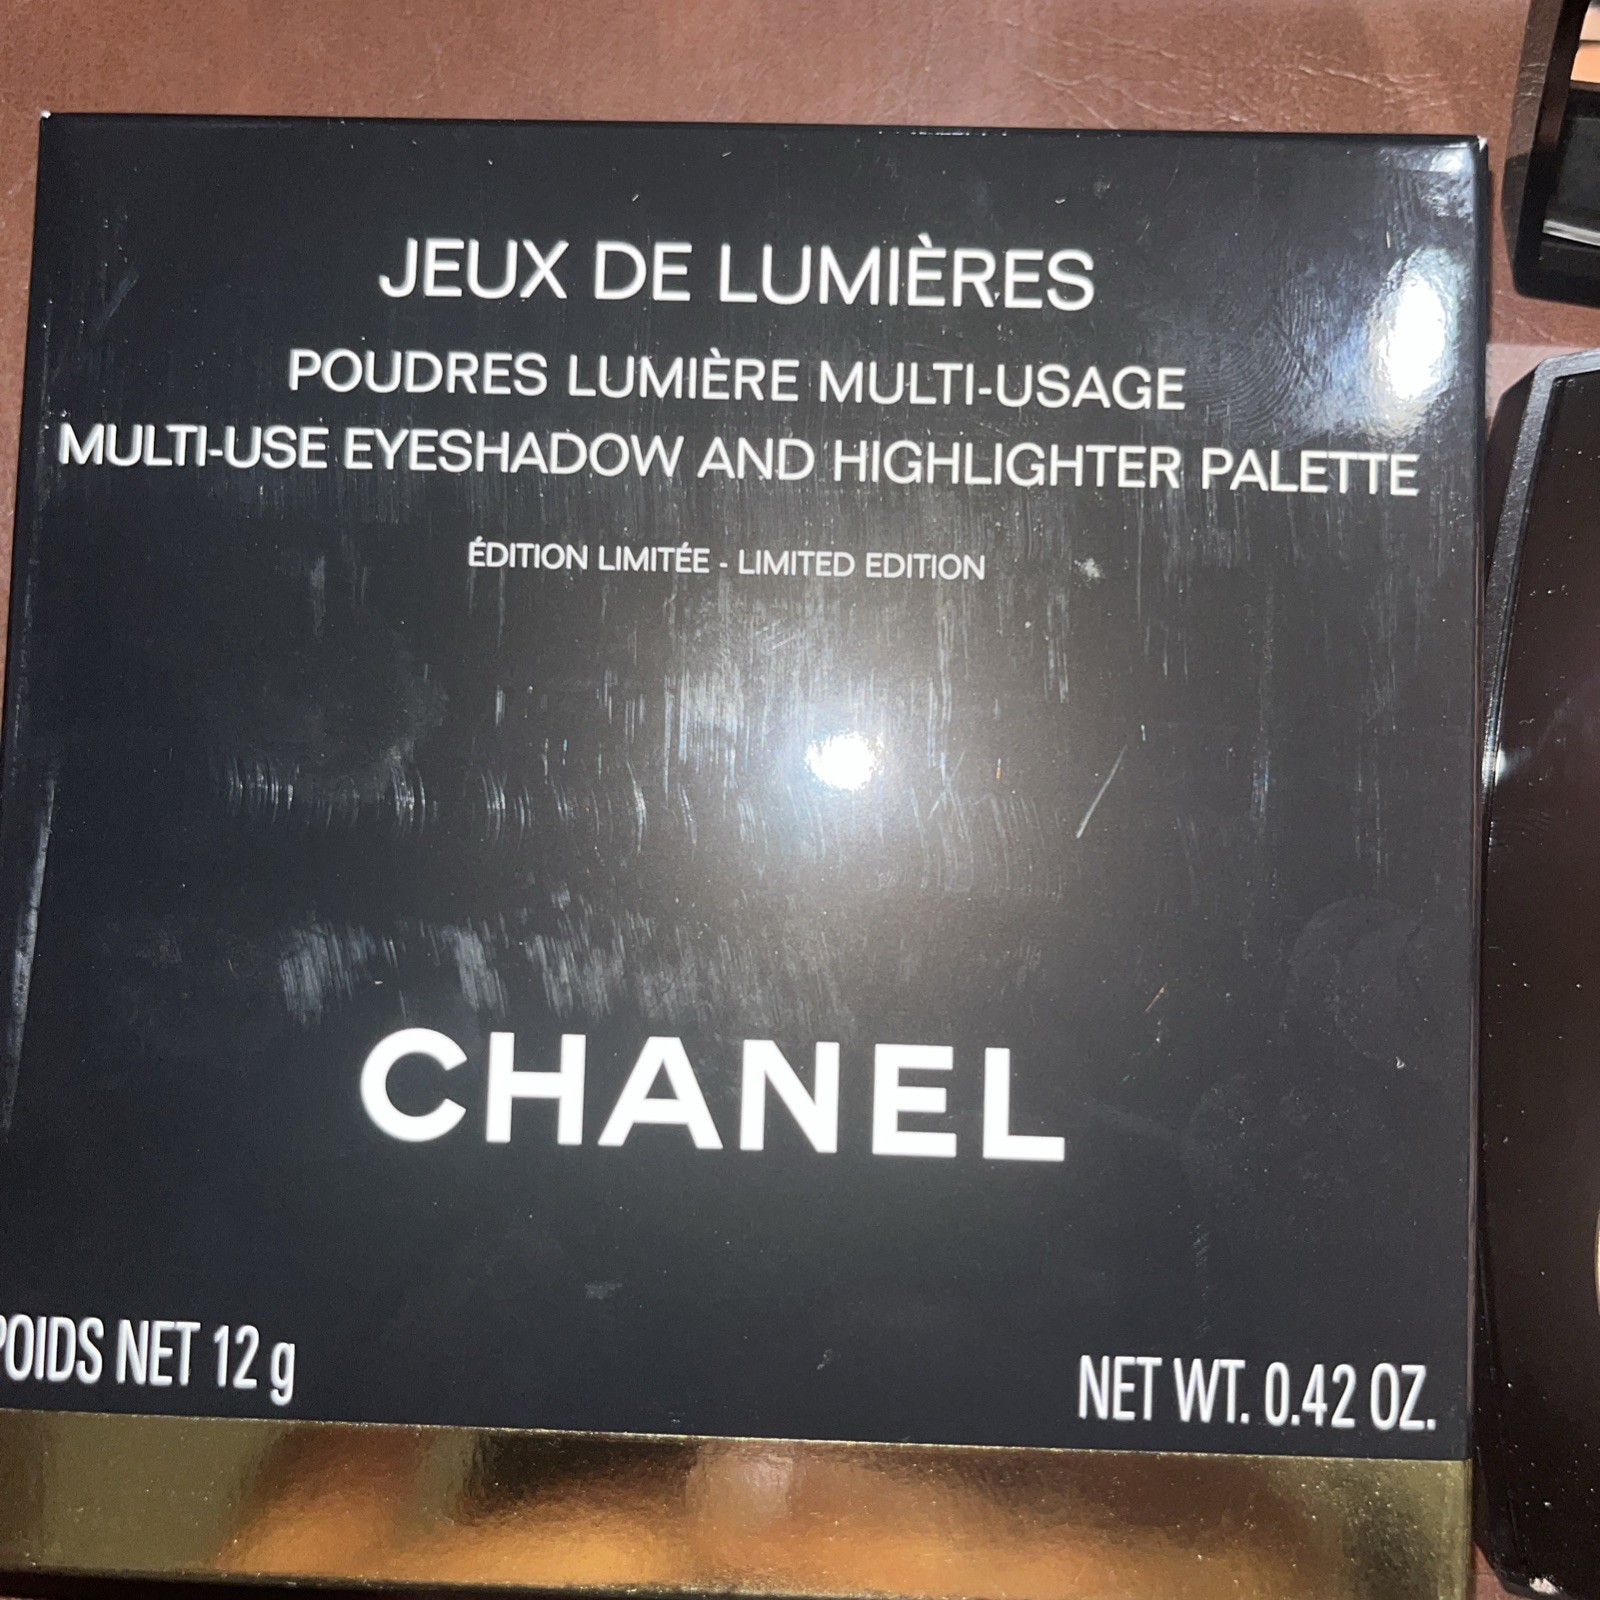 JEUX DE LUMIÈRES
POUDRES LUMIÈRE MULTI-USAGE
MULTI-USE EYESHADOW AND HIGHLIGHTER PALETTE
ÉDITION LIMITÉE - LIMITED EDITION
CHANEL
POIDS NET 12 g
NET WT. 0.42 OZ.